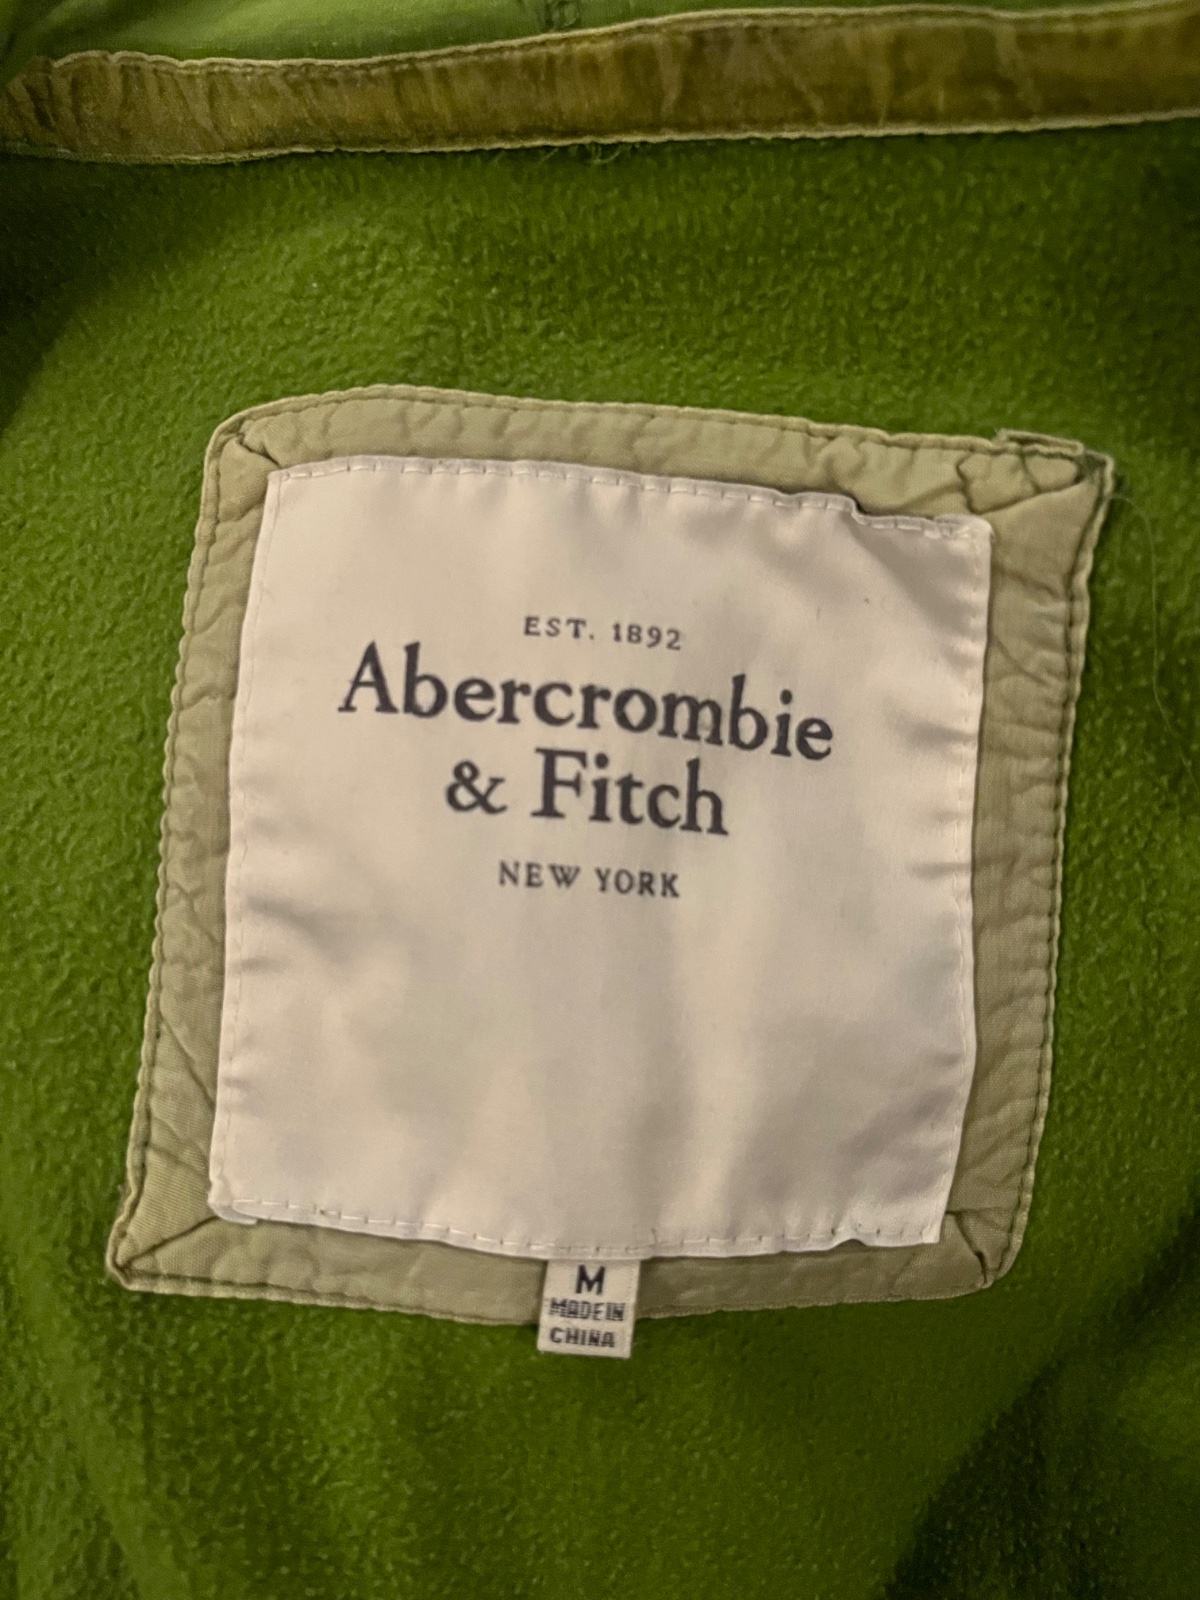 EST. 1892
Abercrombie
& Fitch
NEW YORK
M
MADE IN
CHINA